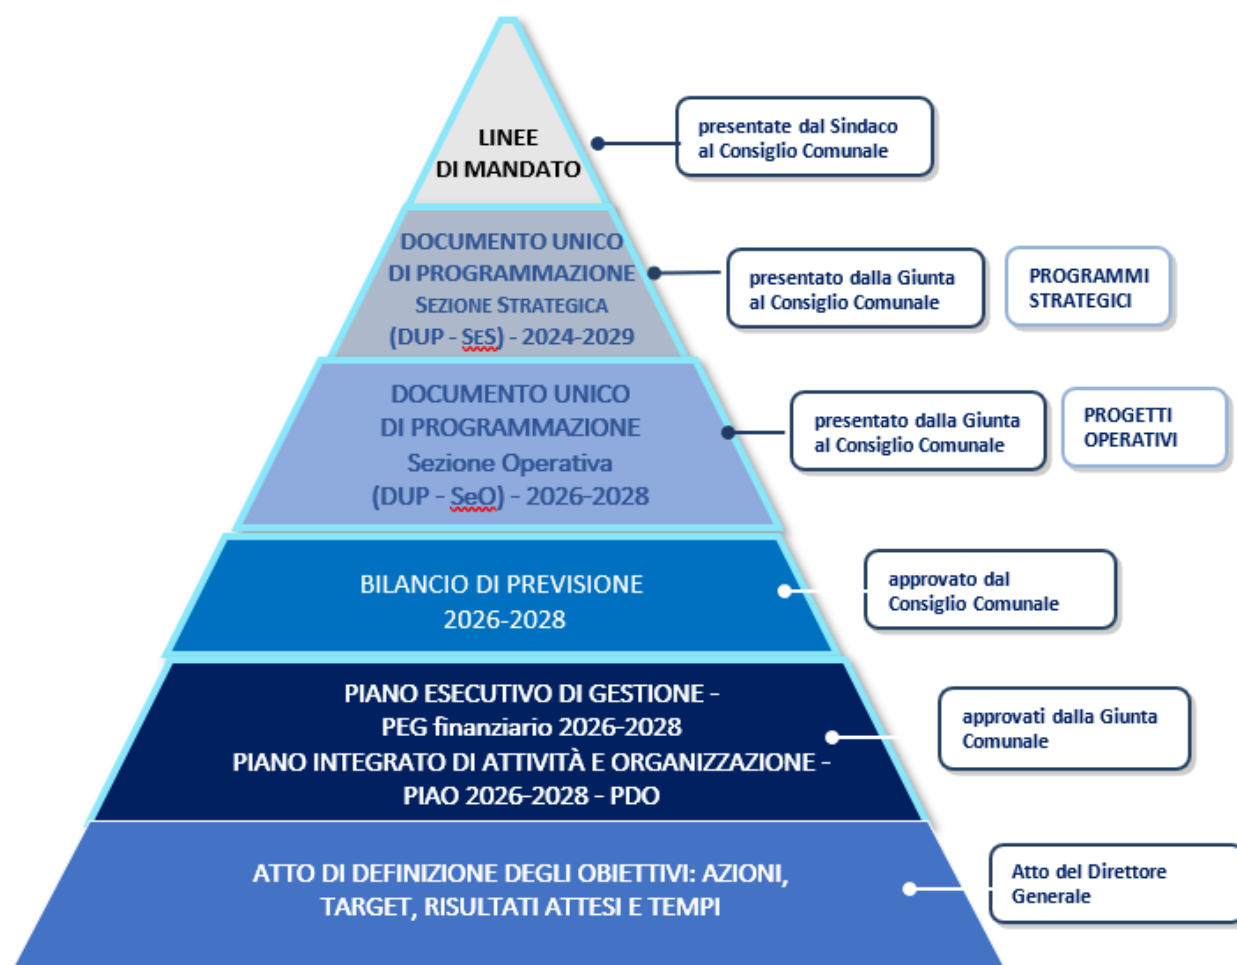 LINEE
DI MANDATO
presentate dal Sindaco
al Consiglio Comunale
DOCUMENTO UNICO
DI PROGRAMMAZIONE
SEZIONE STRATEGICA
(DUP - SES) - 2024-2029
presentato dalla Giunta
al Consiglio Comunale
PROGRAMMI
STRATEGICI
DOCUMENTO UNICO
DI PROGRAMMAZIONE
Sezione Operativa
(DUP - SeO) - 2026-2028
presentato dalla Giunta
al Consiglio Comunale
PROGETTI
OPERATIVI
BILANCIO DI PREVISIONE
2026-2028
approvato dal
Consiglio Comunale
PIANO ESECUTIVO DI GESTIONE -
PEG finanziario 2026-2028
PIANO INTEGRATO DI ATTIVITÀ E ORGANIZZAZIONE -
PIAO 2026-2028 - PDO
approvati dalla Giunta
Comunale
ATTO DI DEFINIZIONE DEGLI OBIETTIVI: AZIONI,
TARGET, RISULTATI ATTESI E TEMPI
Atto del Direttore
Generale